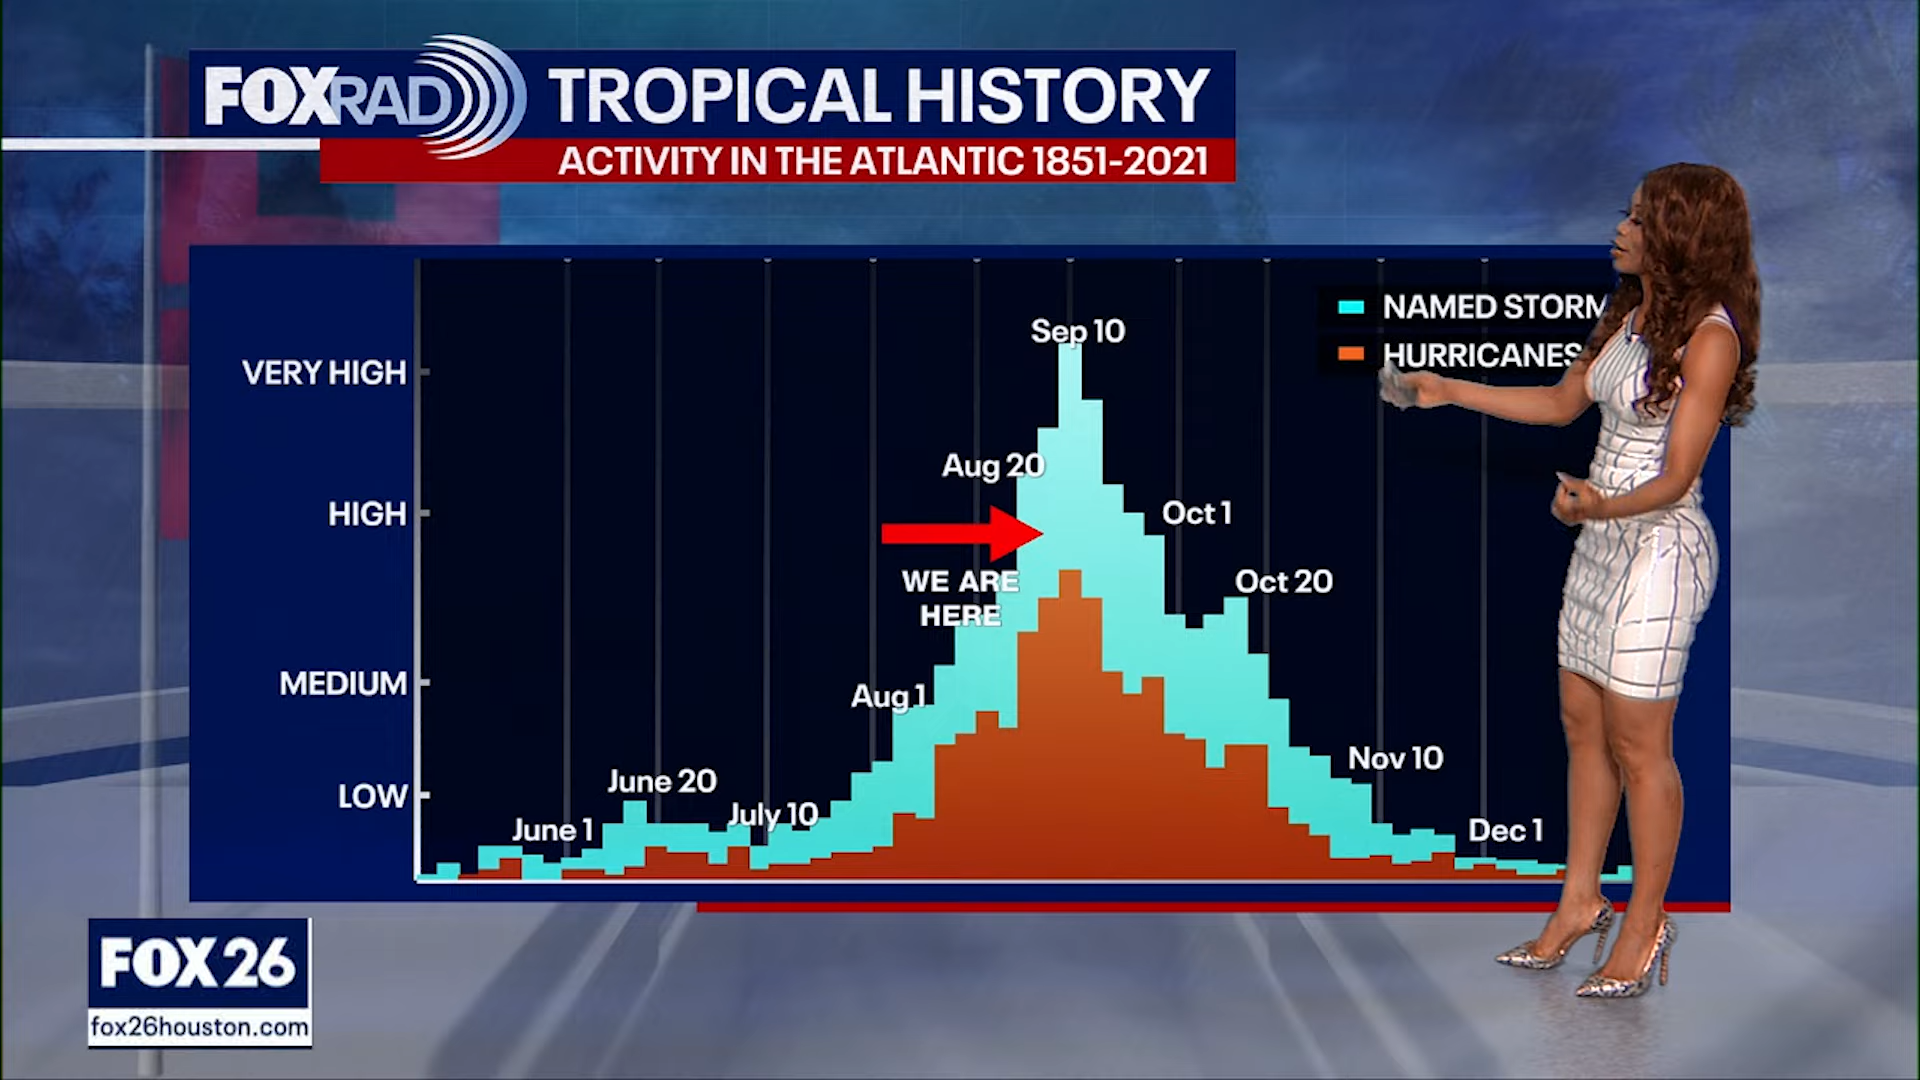 FOXRAD
TROPICAL HISTORY
ACTIVITY IN THE ATLANTIC 1851-2021
NAMED STORM
HURRICANES
Sep 10
VERY HIGH
Aug 20
HIGH
Oct 1
WE ARE
HERE
Oct 20
MEDIUM
Aug 1
Nov 10
June 20
LOW
July 10
June 1
Dec 1
FOX 26
fox26houston.com